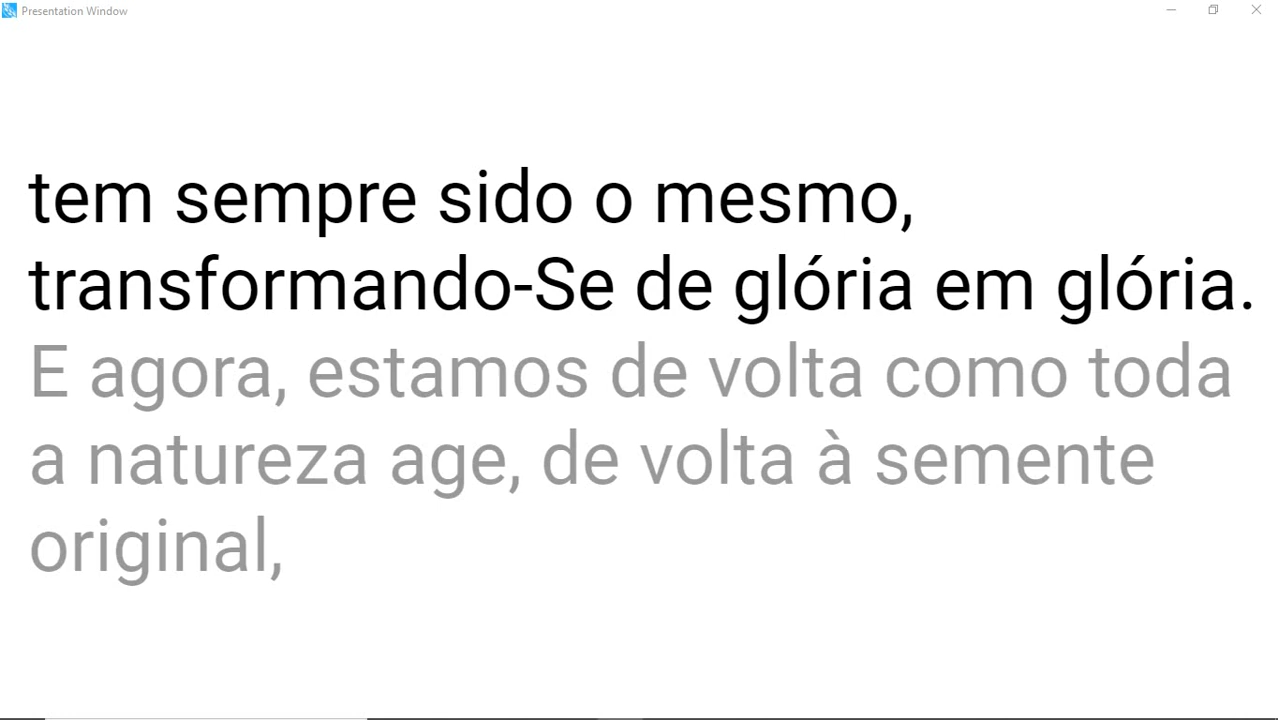 Presentation Window
tem sempre sido o mesmo,
transformando-Se de glória em glória.
E agora, estamos de volta como toda
a natureza age, de volta à semente
original,